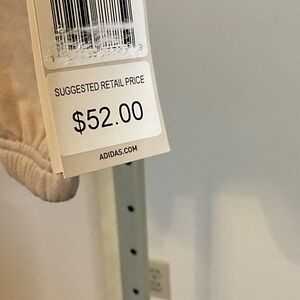 SUGGESTED RETAIL PRICE
$52.00
ADIDAS.COM